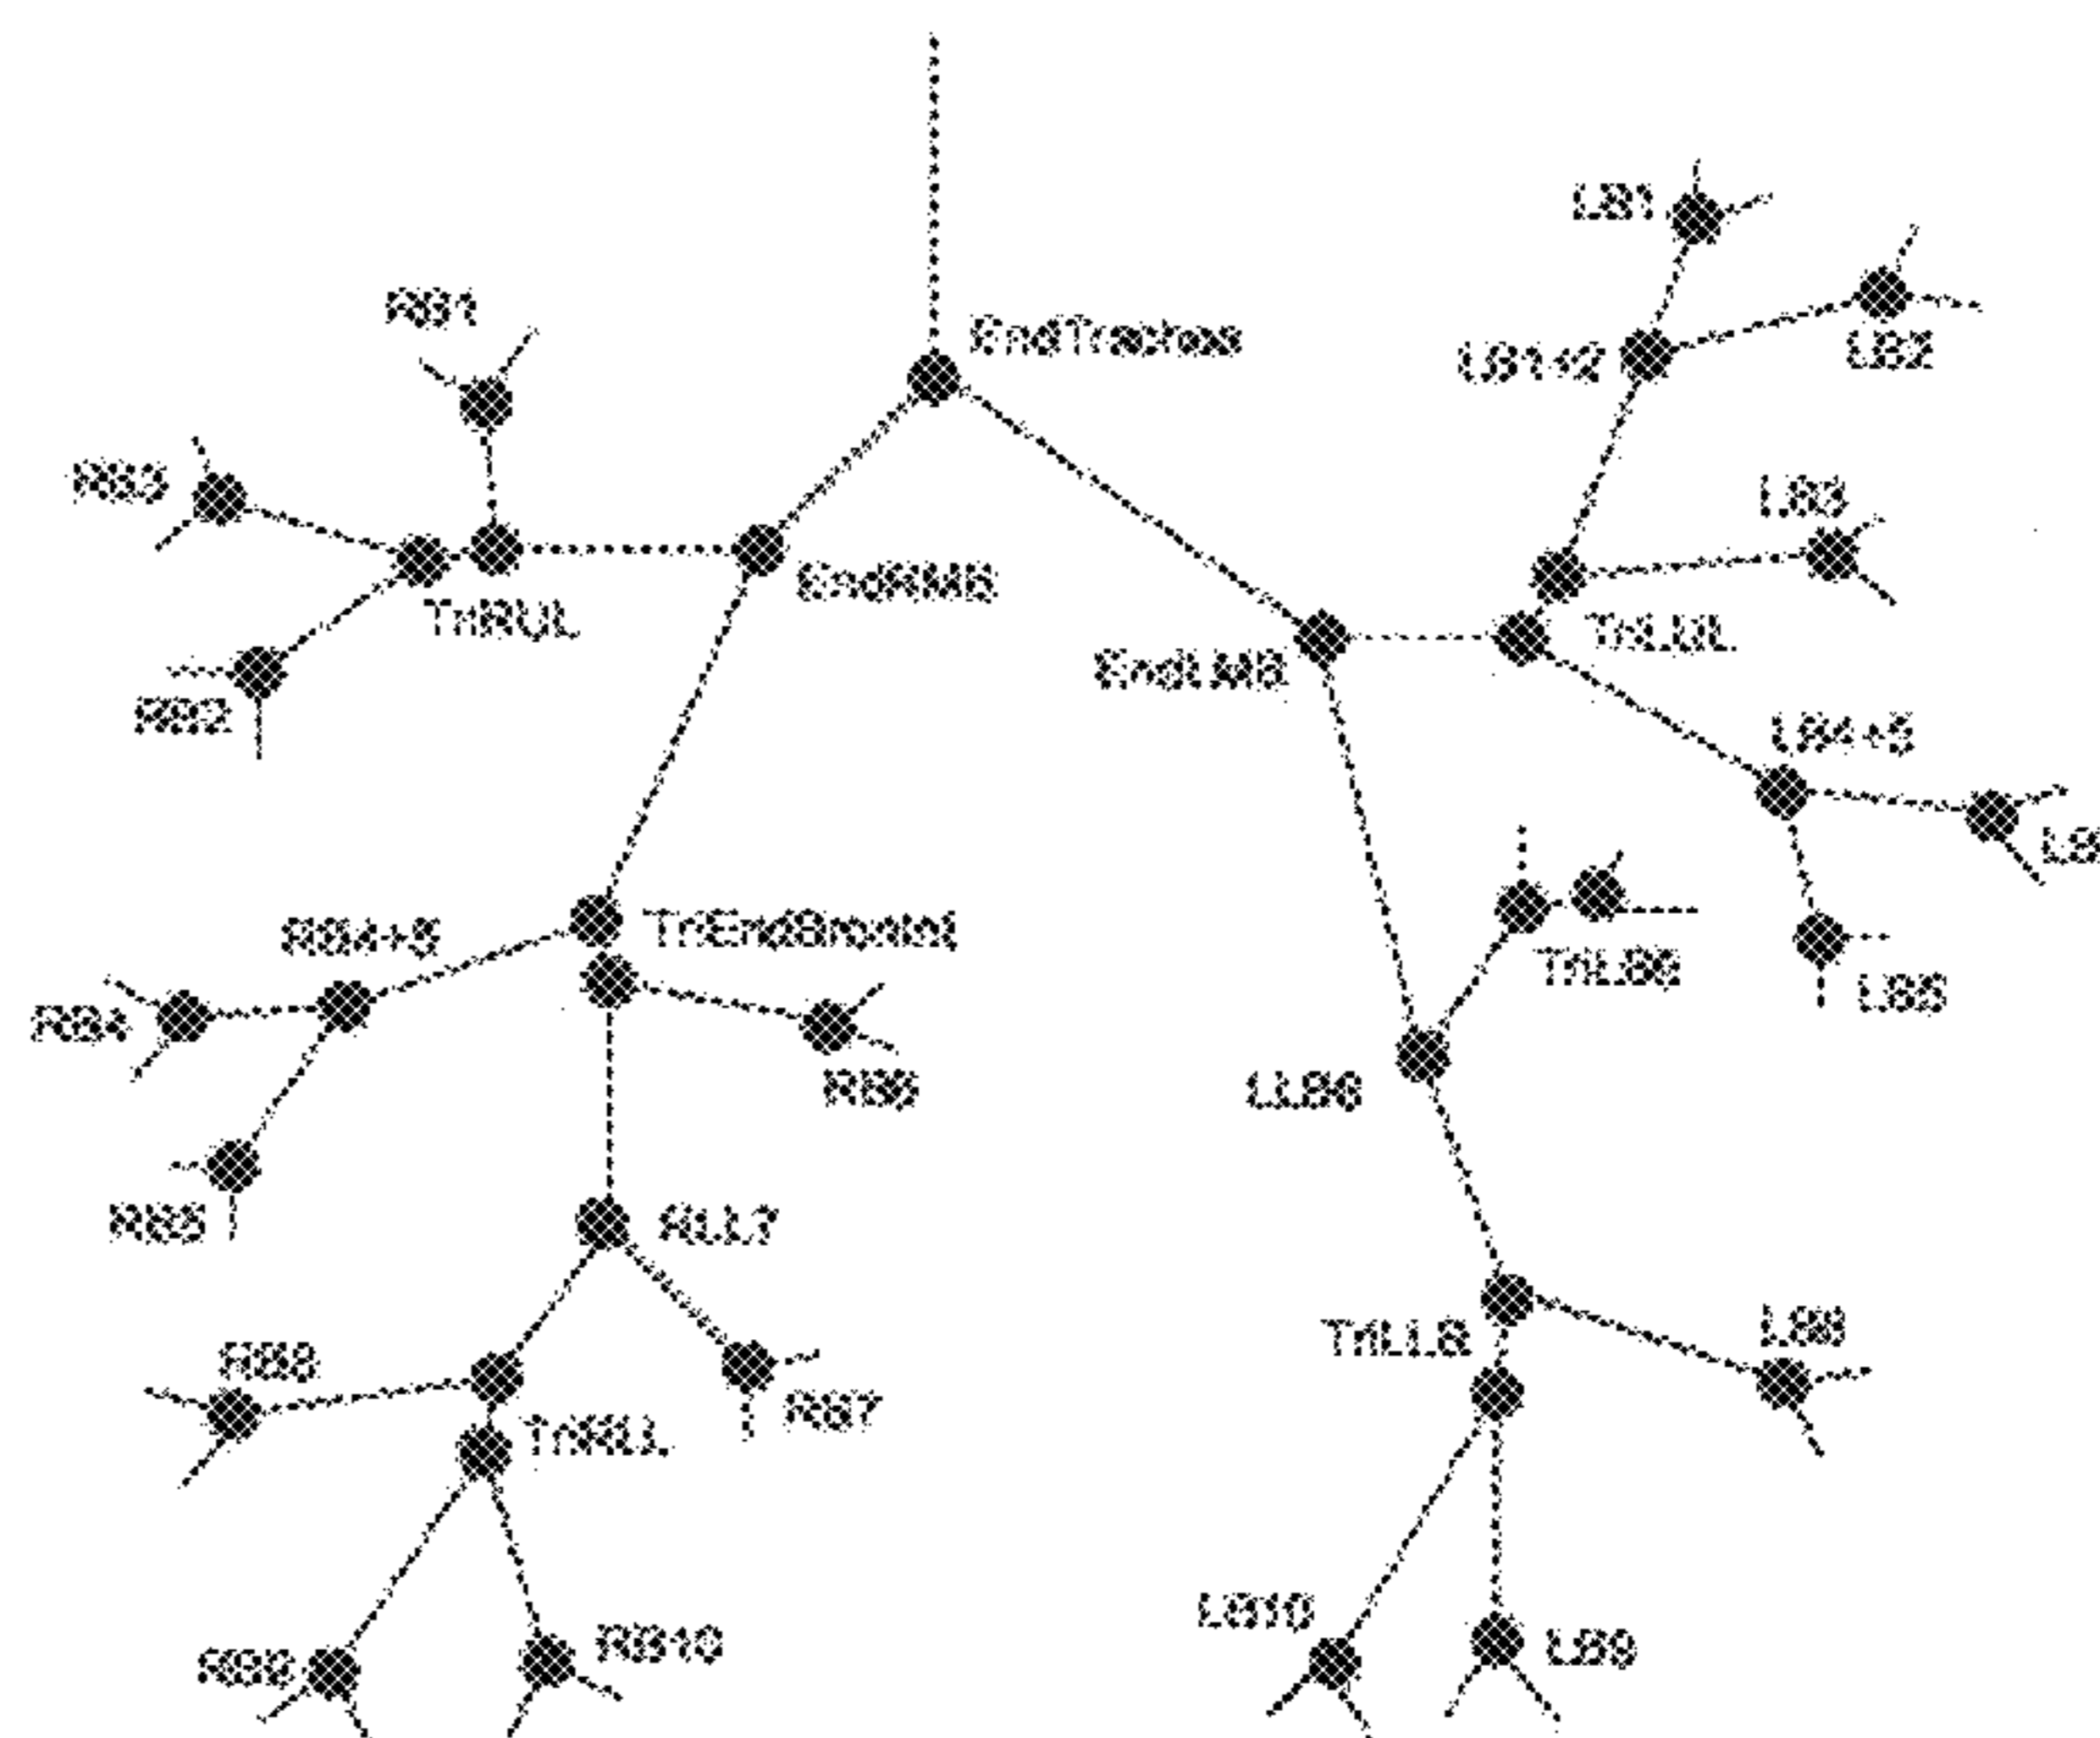 EndTrachea
LB1
LB2
LB1+2
RB1
RB3
LB3
EndRMB
TriRUL
TriLUL
EndLMB
RB2
LB4+5
LB
TriEndBronInt
RB4+5
TriLB6
LB5
RB4
RB6
LLB6
RB5
RLL7
RB8
TriLLB
LB8
RB7
TriRLL
LB10
RB9
RB10
LB9